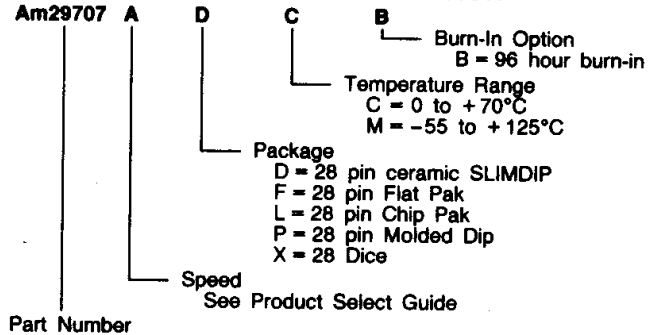 Am29707 A D C B
Burn-In Option
B = 96 hour burn-in
Temperature Range
C = 0 to +70°C
M = -55 to +125°C
Package
D = 28 pin ceramic SLIMDIP
F = 28 pin Flat Pak
L = 28 pin Chip Pak
P = 28 pin Molded Dip
X = 28 Dice
Speed
See Product Select Guide
Part Number